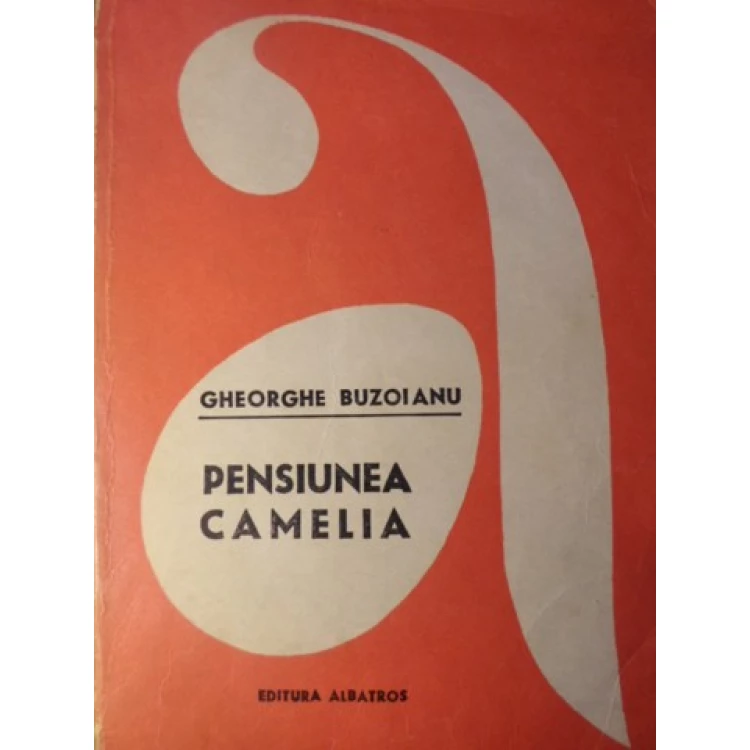 GHEORGHE BUZOIANU
PENSIUNEA
CAMELIA
EDITURA ALBATROS